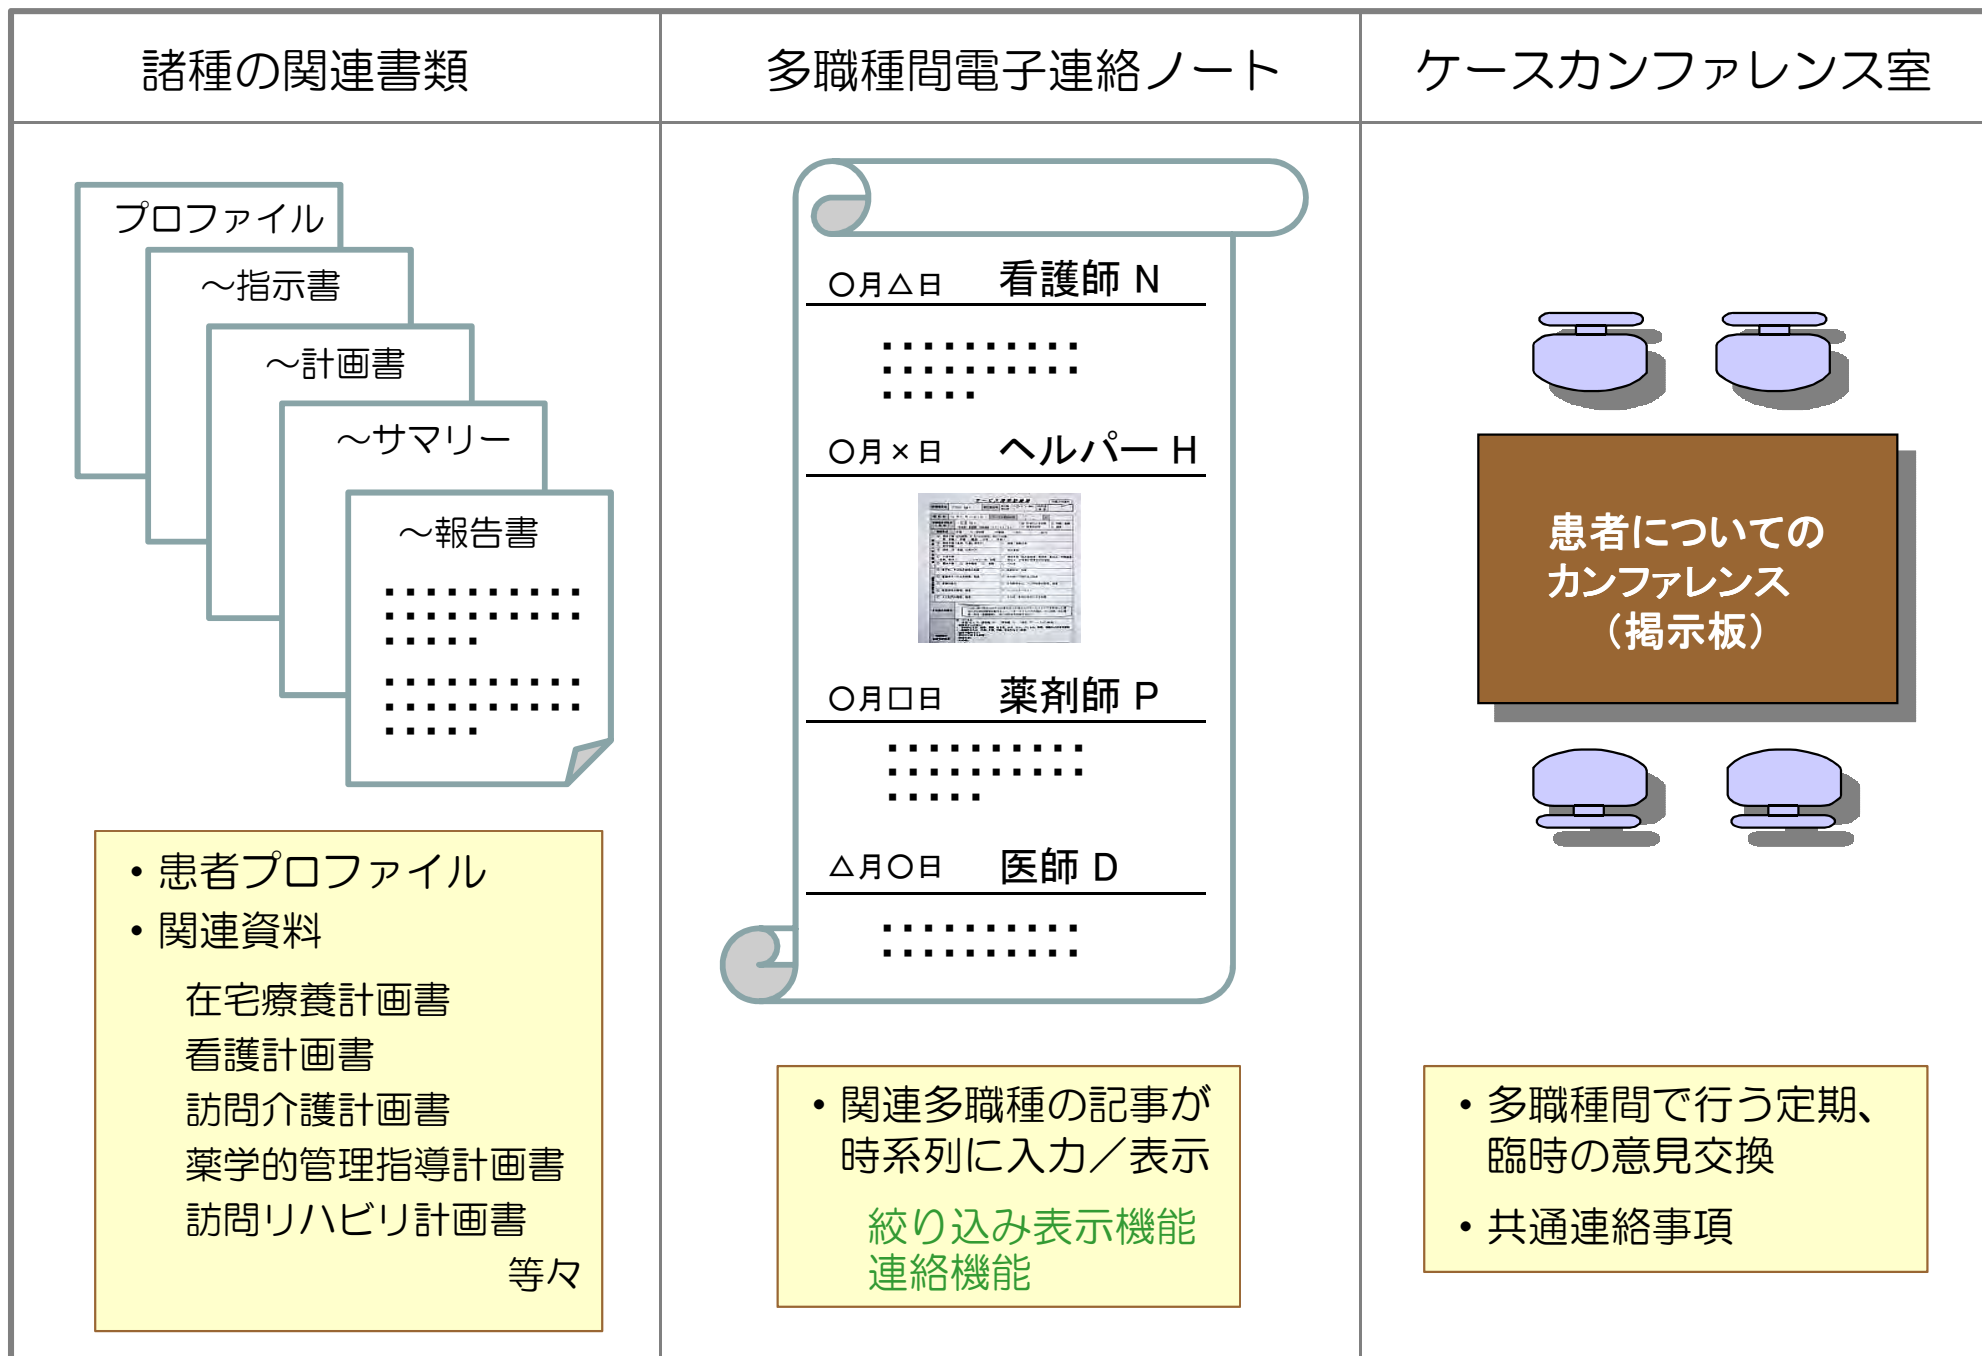 諸種の関連書類
多職種間電子連絡ノート
ケースカンファレンス室
プロファイル
～指示書
～計画書
～サマリー
～報告書
・患者プロファイル
・関連資料
在宅療養計画書
看護計画書
訪問介護計画書
薬学的管理指導計画書
訪問リハビリ計画書
等々
○月△日 看護師 N
○月×日 ヘルパー H
○月□日 薬剤師 P
△月○日 医師 D
・関連多職種の記事が
時系列に入力／表示
絞り込み表示機能
連絡機能
患者についての
カンファレンス
（掲示板）
・多職種間で行う定期、
臨時の意見交換
・共通連絡事項